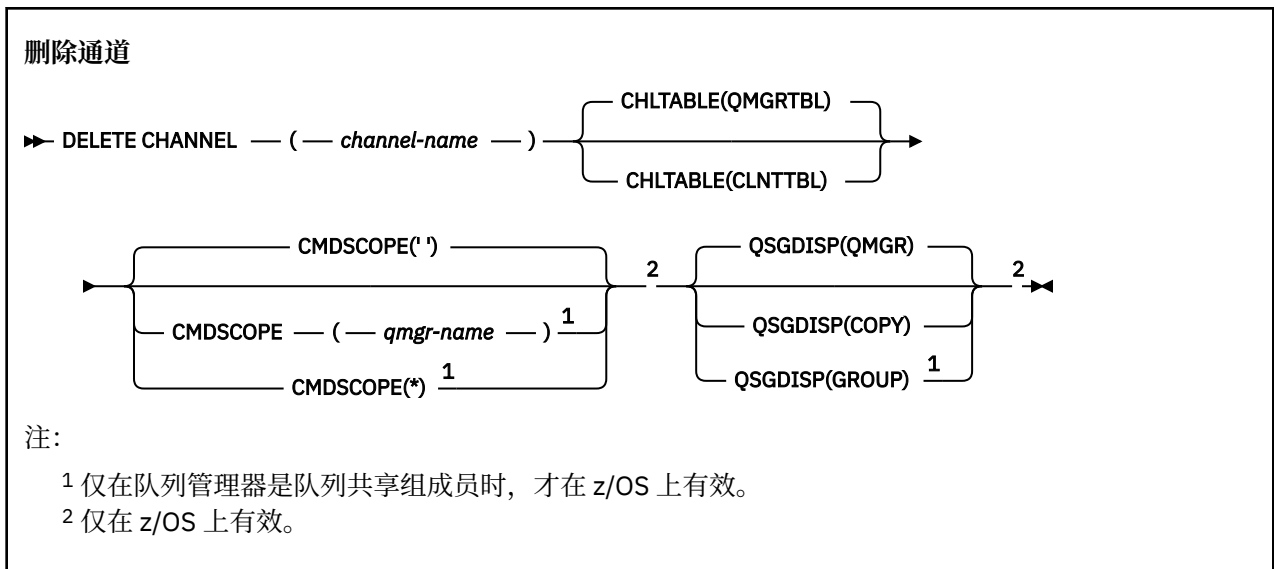 删除通道
CHLTABLE(QMGRTBL)
DELETE CHANNEL ( channel-name )
CHLTABLE(CLNTTBL)
CMDSCOPE(' ')
2
CMDSCOPE ( qmgr-name ) 1
CMDSCOPE(*) 1
QSGDISP(QMGR)
2
QSGDISP(COPY)
QSGDISP(GROUP) 1
注：
1 仅在队列管理器是队列共享组成员时，才在 z/OS 上有效。
2 仅在 z/OS 上有效。